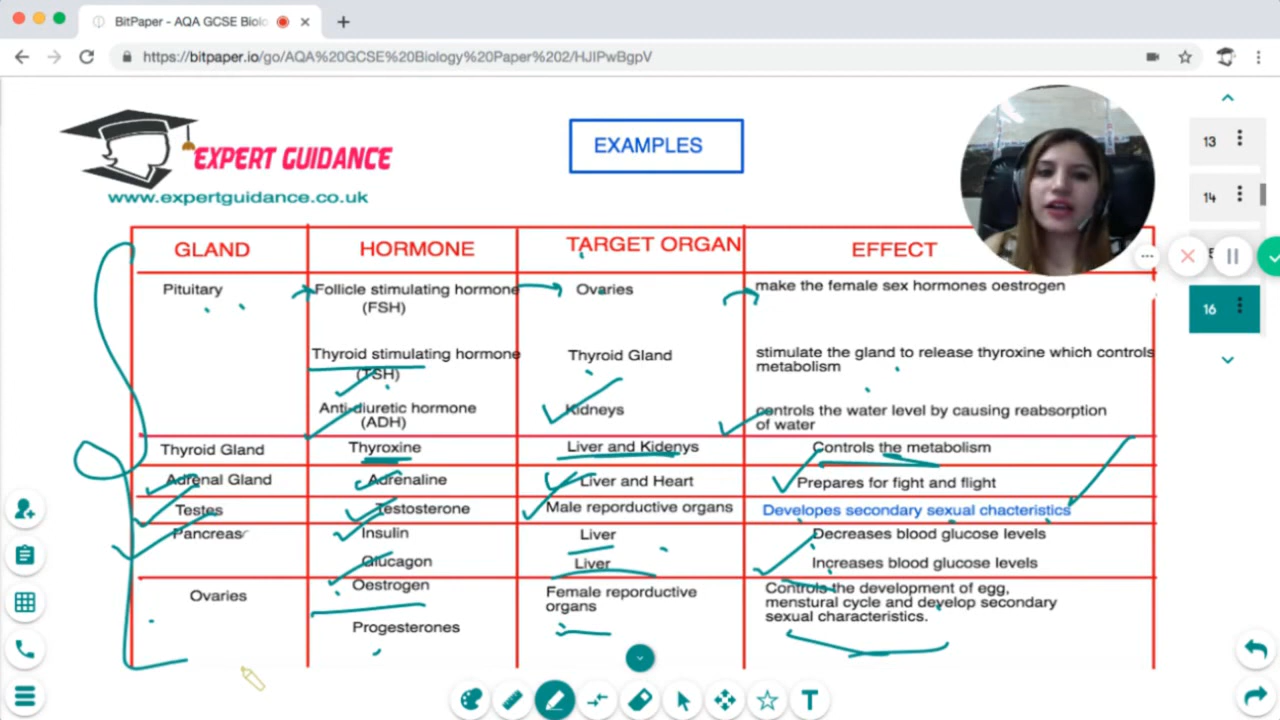 BitPaper - AQA GCSE Biolo
https://bitpaper.io/go/AQA%20GCSE%20Biology%20Paper%202/HJIPwBgpV
EXPERT GUIDANCE
www.expertguidance.co.uk
EXAMPLES
13
14
16
GLAND HORMONE TARGET ORGAN EFFECT
Pituitary Follicle stimulating hormone Ovaries make the female sex hormones oestrogen
(FSH)
Thyroid stimulating hormone Thyroid Gland stimulate the gland to release thyroxine which controls
(TSH) metabolism
Anti-diuretic hormone Kidneys controls the water level by causing reabsorption
(ADH) of water
Thyroid Gland Thyroxine Liver and Kidenys Controls the metabolism
Adrenal Gland Adrenaline Liver and Heart Prepares for fight and flight
Testes Testosterone Male reproductive organs Developes secondary sexual chacteristics
Pancreas Insulin Liver Decreases blood glucose levels
Glucagon Liver Increases blood glucose levels
Ovaries Oestrogen Female reporductive Controls the development of egg,
organs menstural cycle and develop secondary
sexual characteristics.
Progesterones
T